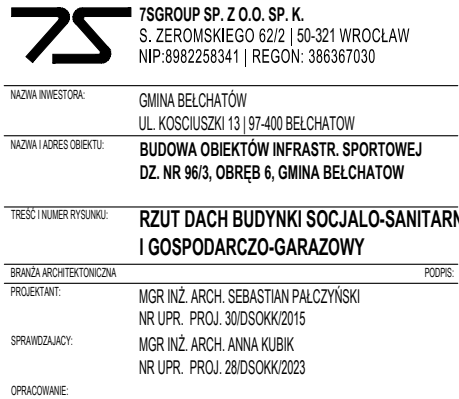 7S
7SGROUP SP. Z O.O. SP. K.
S. ZEROMSKIEGO 62/2 | 50-321 WROCŁAW
NIP:8982258341 | REGON: 386367030
NAZWA INWESTORA: GMINA BEŁCHATÓW
UL. KOSCIUSZKI 13 | 97-400 BEŁCHATOW
NAZWA I ADRES OBIEKTU: BUDOWA OBIEKTÓW INFRASTR. SPORTOWEJ
DZ. NR 96/3, OBRĘB 6, GMINA BEŁCHATOW
TREŚĆ I NUMER RYSUNKU: RZUT DACH BUDYNKI SOCJALO-SANITARN
I GOSPODARCZO-GARAZOWY
BRANŻA ARCHITEKTONICZNA PODPIS:
PROJEKTANT: MGR INŻ. ARCH. SEBASTIAN PAŁCZYŃSKI
NR UPR. PROJ. 30/DSOKK/2015
SPRAWDZAJACY: MGR INŻ. ARCH. ANNA KUBIK
NR UPR. PROJ. 28/DSOKK/2023
OPRACOWANIE: